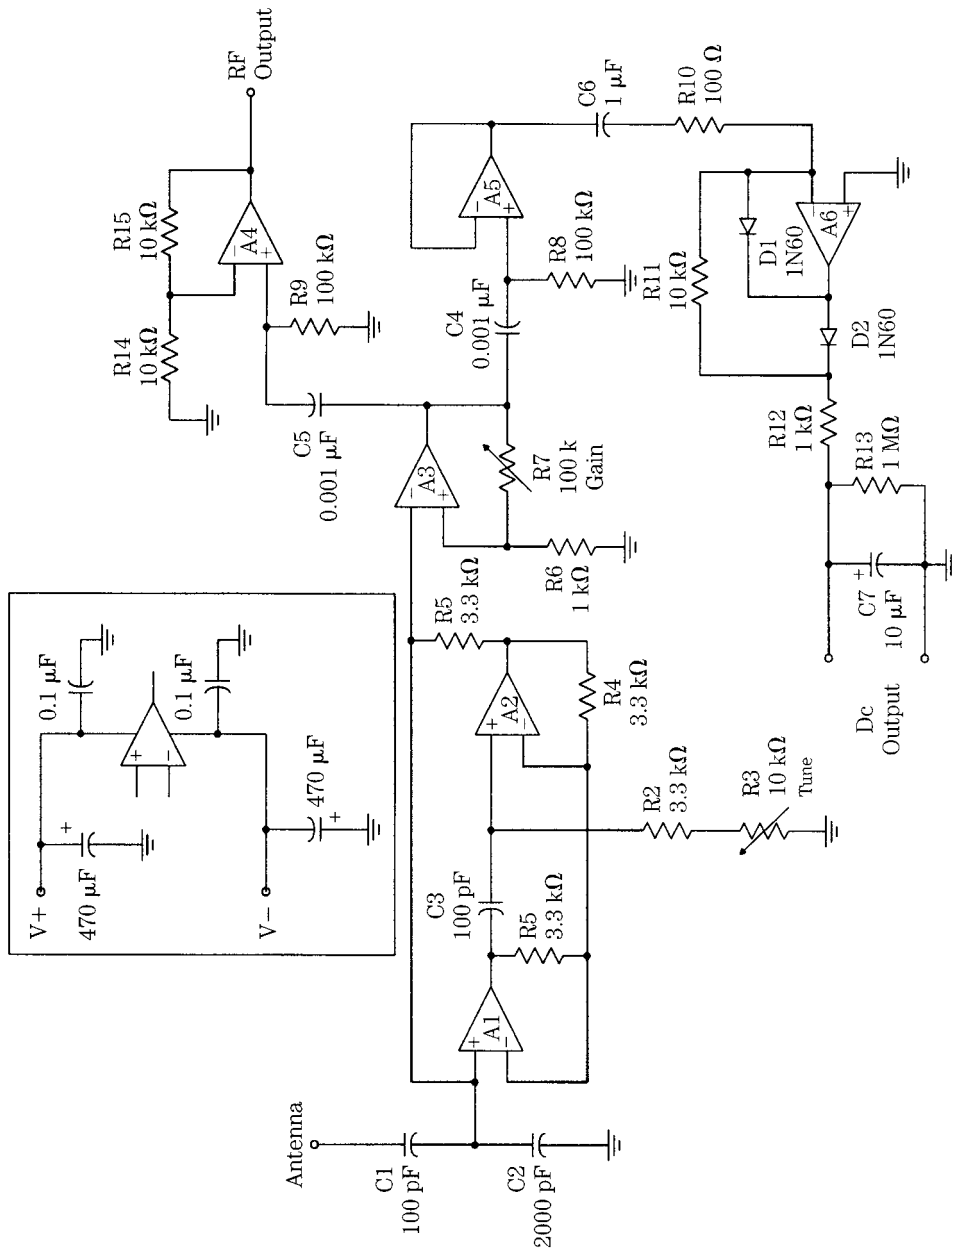 V+
470 µF
+
0.1 µF
+
−
0.1 µF
V−
470 µF
+
Antenna
C1
100 pF
C2
2000 pF
+
−
A1
C3
100 pF
R5
3.3 kΩ
R2
3.3 kΩ
R3
10 kΩ
Tune
+
−
A2
R4
3.3 kΩ
R5
3.3 kΩ
−
+
A3
R6
1 kΩ
R7
100 k
Gain
C5
0.001 µF
R14
10 kΩ
R15
10 kΩ
−
+
A4
R9
100 kΩ
RF
Output
C4
0.001 µF
R8
100 kΩ
−
+
A5
C6
1 µF
R10
100 Ω
R11
10 kΩ
D1
1N60
−
+
A6
D2
1N60
R12
1 kΩ
R13
1 MΩ
+
C7
10 µF
Dc
Output